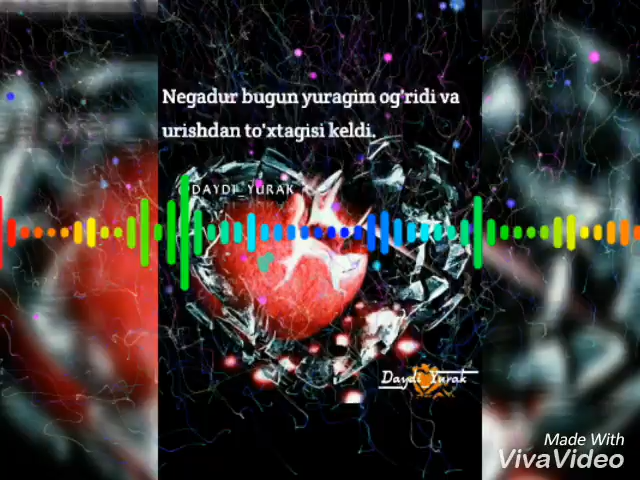 Negadur bugun yuragim og'ridi va
urishdan to'xtagisi keldi.
DAYDI_YURAK
Daydi_Yurak
Made With
VivaVideo